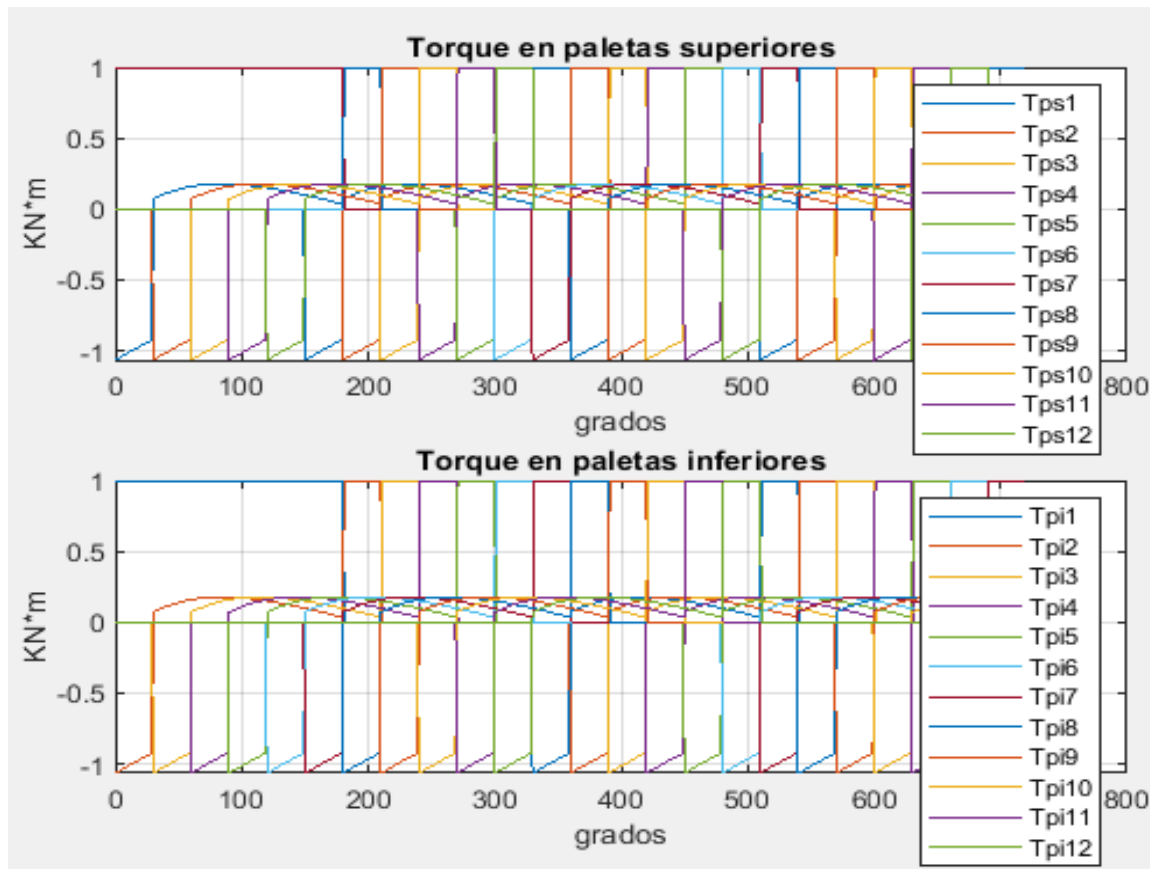 Torque en paletas superiores
1
0.5
0
-0.5
-1
KN*m
0 100 200 300 400 500 600 800
grados
Tps1
Tps2
Tps3
Tps4
Tps5
Tps6
Tps7
Tps8
Tps9
Tps10
Tps11
Tps12
Torque en paletas inferiores
1
0.5
0
-0.5
-1
KN*m
0 100 200 300 400 500 600 800
grados
Tpi1
Tpi2
Tpi3
Tpi4
Tpi5
Tpi6
Tpi7
Tpi8
Tpi9
Tpi10
Tpi11
Tpi12